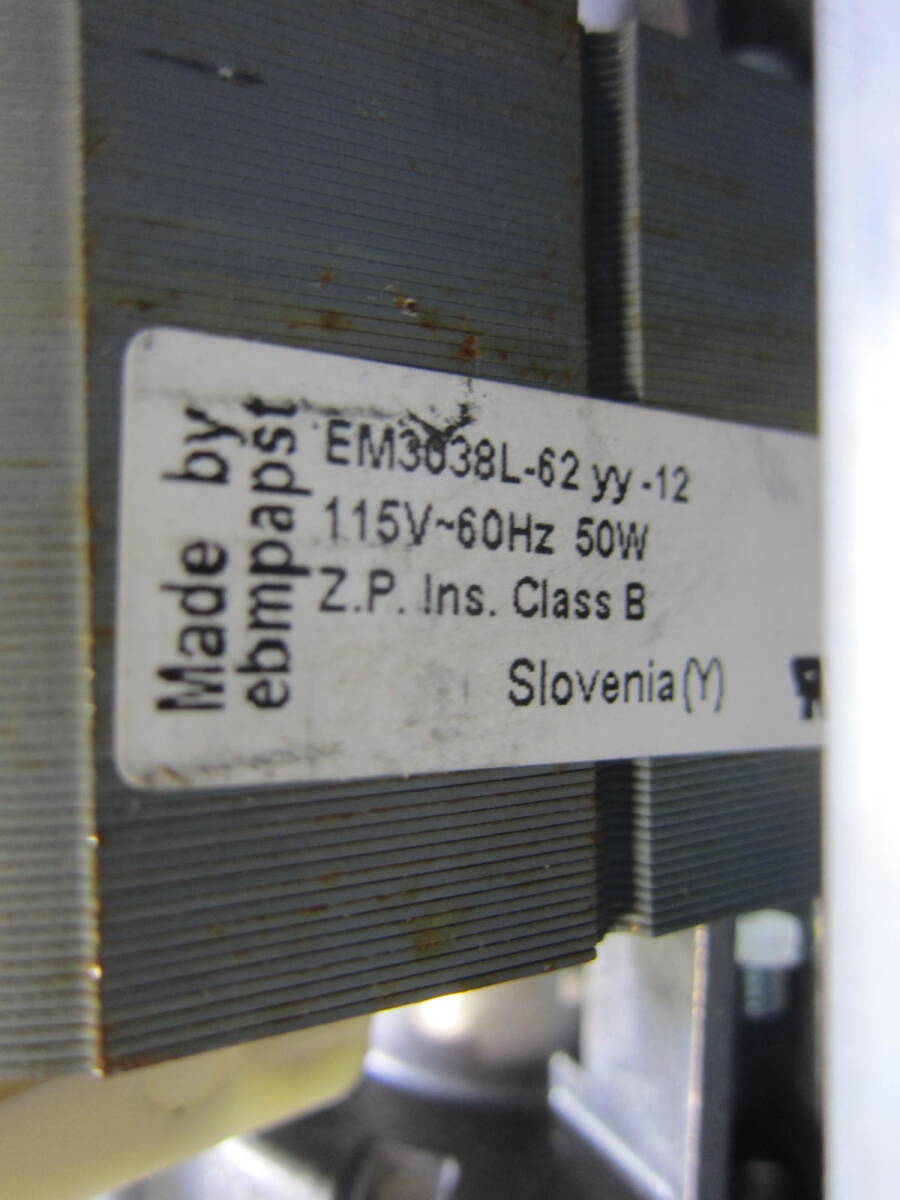 Made by
ebmpapst
EM3038L-62 yy -12
115V~60Hz 50W
Z.P. Ins. Class B
Slovenia(Y)